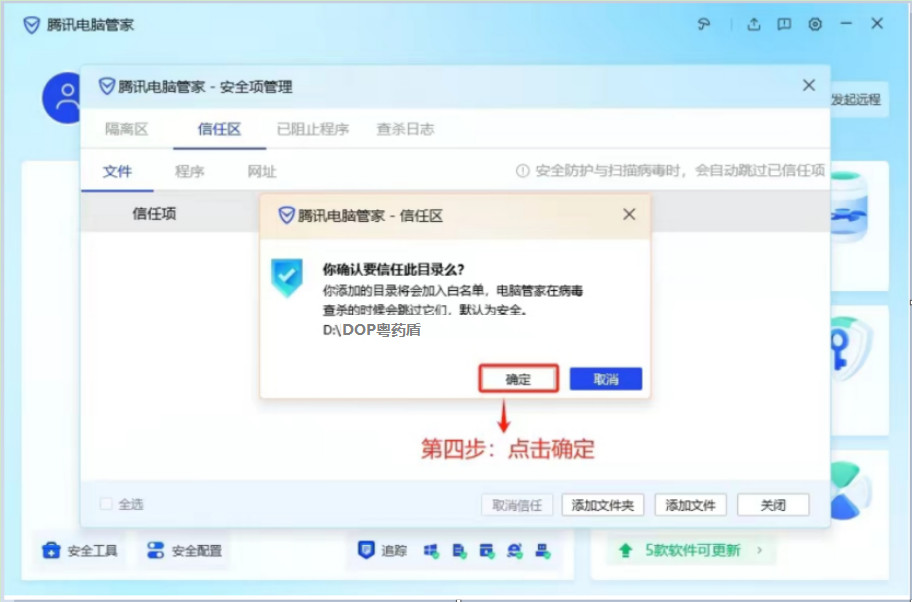 腾讯电脑管家
腾讯电脑管家 - 安全项管理
发起远程
隔离区 信任区 已阻止程序 查杀日志
文件 程序 网址 安全防护与扫描病毒时，会自动跳过已信任项
信任项
腾讯电脑管家 - 信任区
你确认要信任此目录么？
你添加的目录将会加入白名单，电脑管家在病毒
查杀的时候会跳过它们，默认为安全。
D:\DOP粤药盾
确定 取消
第四步：点击确定
全选 取消信任 添加文件夹 添加文件 关闭
安全工具 安全配置 追踪 5款软件可更新